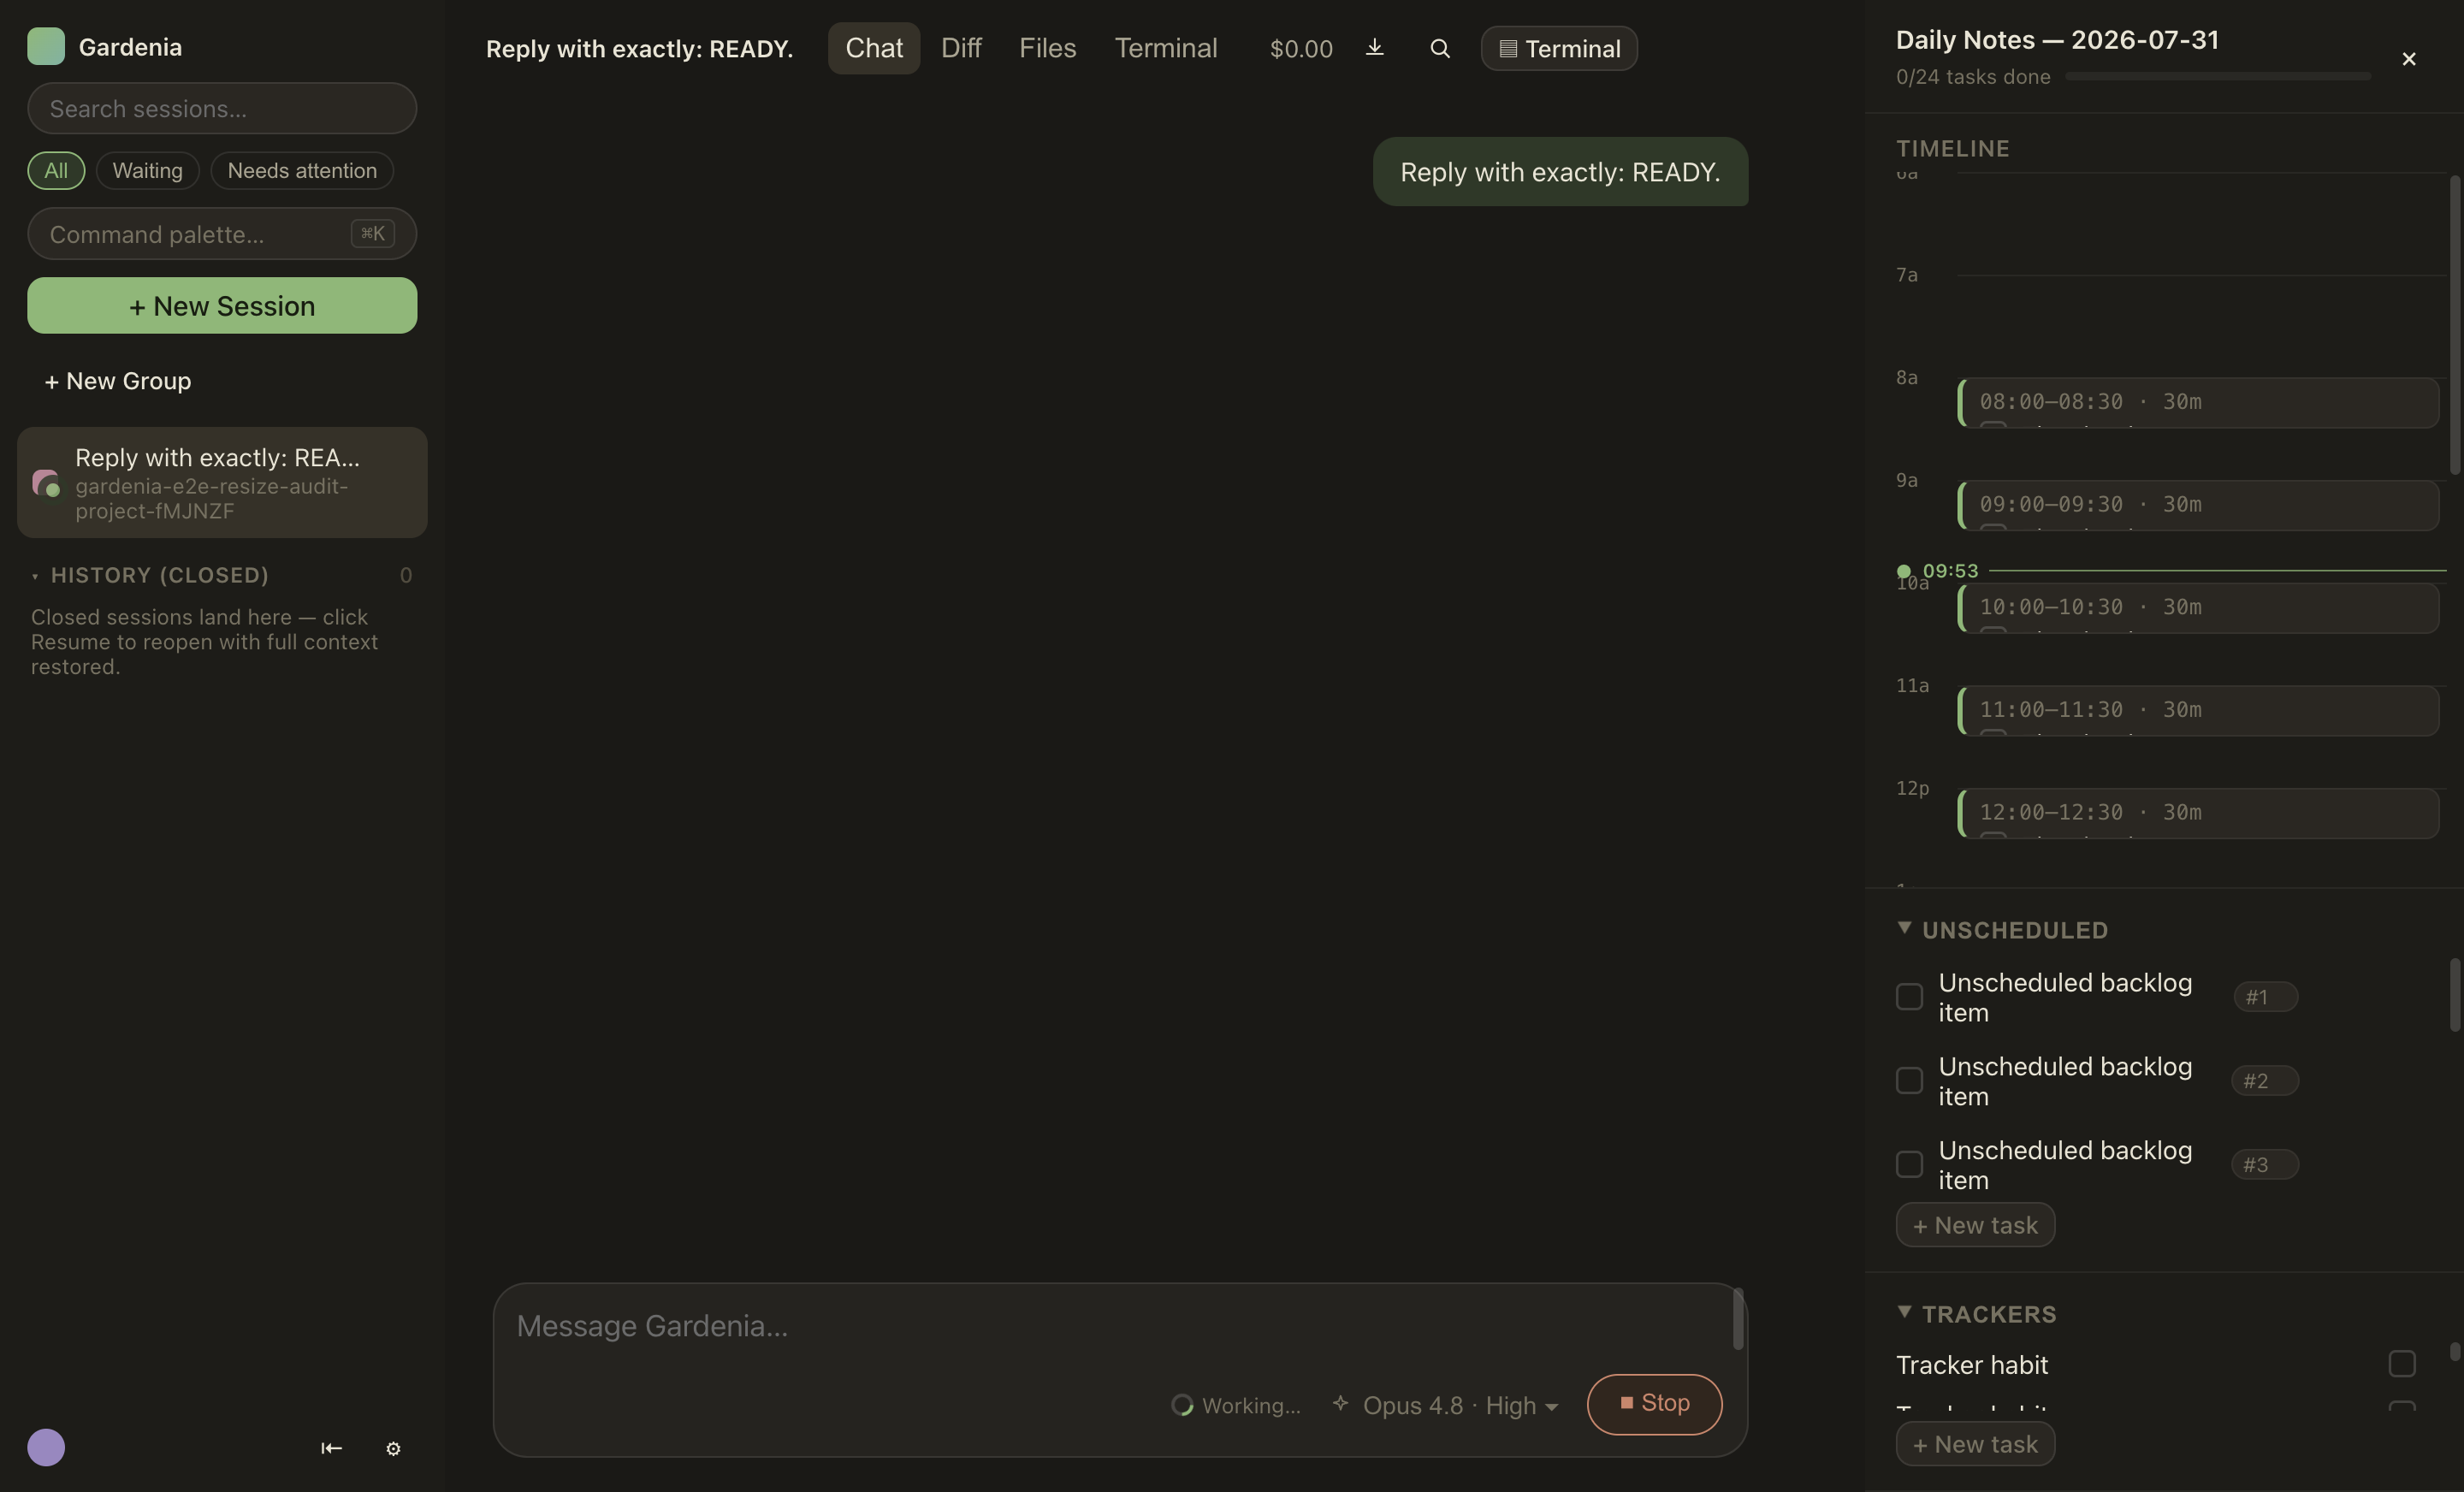 Gardenia
Search sessions...
All
Waiting
Needs attention
Command palette...
⌘K
+ New Session
+ New Group
Reply with exactly: REA...
gardenia-e2e-resize-audit-
project-fMJNZF
HISTORY (CLOSED)
0
Closed sessions land here — click
Resume to reopen with full context
restored.
Reply with exactly: READY.
Chat
Diff
Files
Terminal
$0.00
Terminal
Reply with exactly: READY.
Message Gardenia...
Working...
Opus 4.8 · High
Stop
Daily Notes — 2026-07-31
0/24 tasks done
TIMELINE
6a
7a
8a
08:00–08:30 · 30m
9a
09:00–09:30 · 30m
09:53
10a
10:00–10:30 · 30m
11a
11:00–11:30 · 30m
12p
12:00–12:30 · 30m
UNSCHEDULED
Unscheduled backlog
item
#1
Unscheduled backlog
item
#2
Unscheduled backlog
item
#3
+ New task
TRACKERS
Tracker habit
+ New task